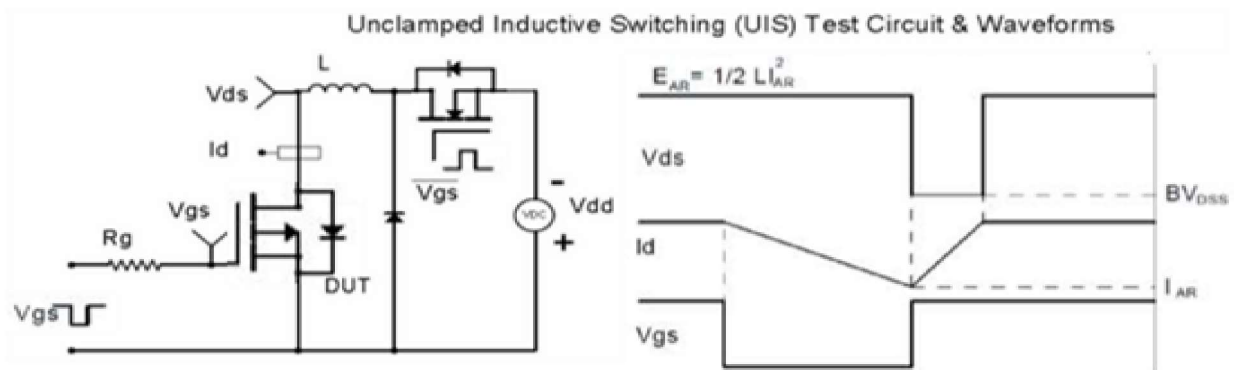 Unclamped Inductive Switching (UIS) Test Circuit & Waveforms
L
Vds
Id
Vgs
Vgs
Rg
DUT
Vgs
VDC
-
+
Vdd
E_AR= 1/2 LI²_AR
Vds
BV_DSS
Id
I_AR
Vgs